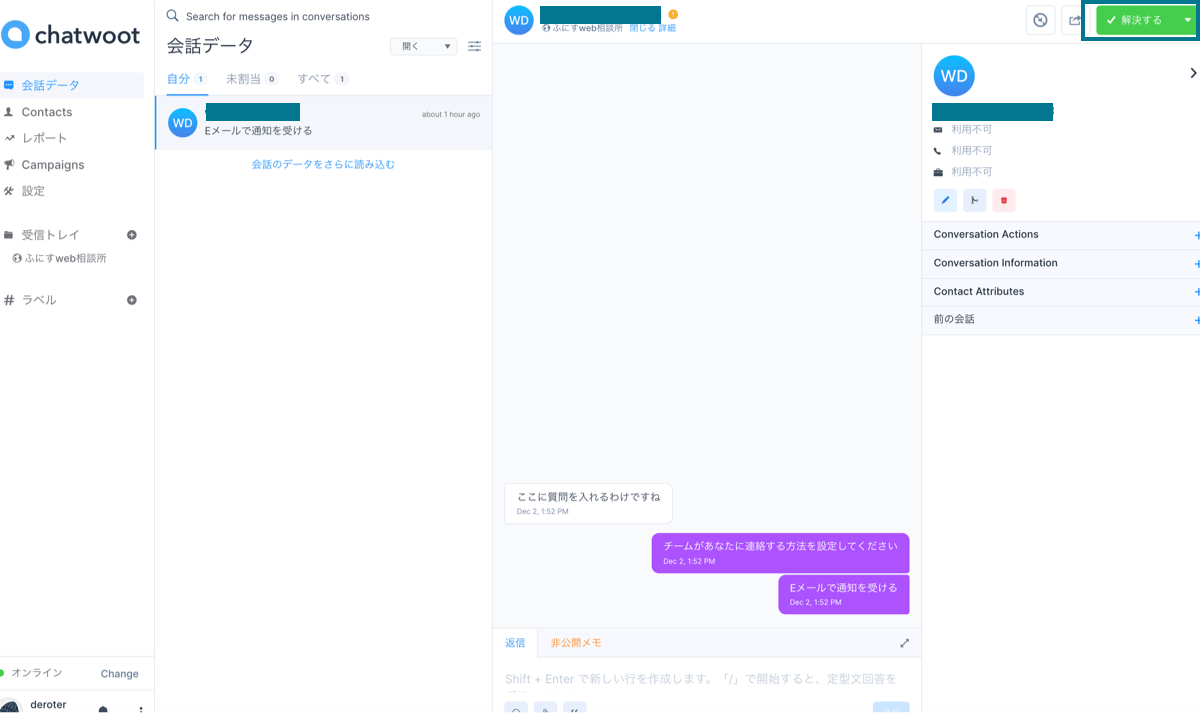 chatwoot
会話データ
Contacts
レポート
Campaigns
設定
受信トレイ
ふにすweb相談所
ラベル
オンライン
Change
deroter
Search for messages in conversations
会話データ
開く
自分 1
未割当 0
すべて 1
WD
about 1 hour ago
Eメールで通知を受ける
会話のデータをさらに読み込む
WD
ふにすweb相談所 閉じる 詳細
解決する
ここに質問を入れるわけですね
Dec 2, 1:52 PM
チームがあなたに連絡する方法を設定してください
Dec 2, 1:52 PM
Eメールで通知を受ける
Dec 2, 1:52 PM
返信
非公開メモ
Shift + Enter で新しい行を作成します。「/」で開始すると、定型文回答を
WD
利用不可
利用不可
利用不可
Conversation Actions
Conversation Information
Contact Attributes
前の会話